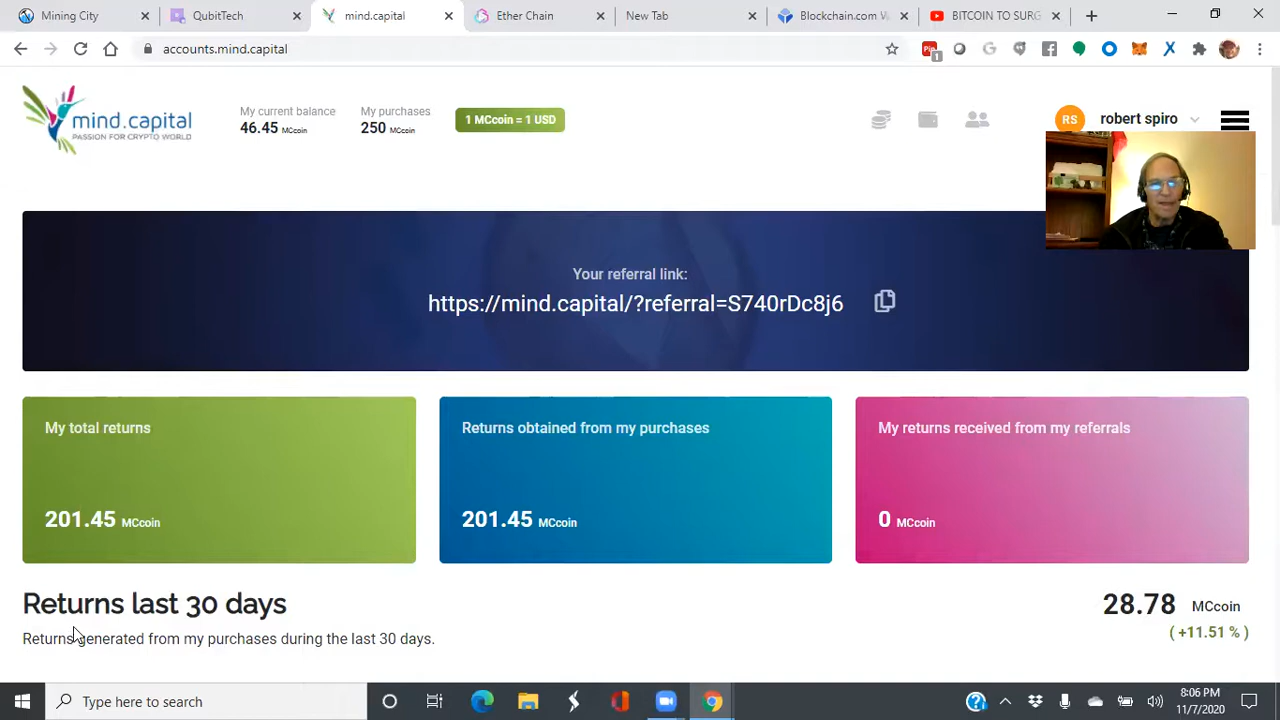 Mining City
QubitTech
mind.capital
Ether Chain
New Tab
Blockchain.com W
BITCOIN TO SURG
accounts.mind.capital
1
mind.capital
PASSION FOR CRYPTO WORLD
My current balance
46.45 MCcoin
My purchases
250 MCcoin
1 MCcoin = 1 USD
RS
robert spiro
Your referral link:
https://mind.capital/?referral=S740rDc8j6
My total returns
201.45 MCcoin
Returns obtained from my purchases
201.45 MCcoin
My returns received from my referrals
0 MCcoin
Returns last 30 days
28.78 MCcoin
Returns generated from my purchases during the last 30 days.
( +11.51 % )
Type here to search
8:06 PM
11/7/2020